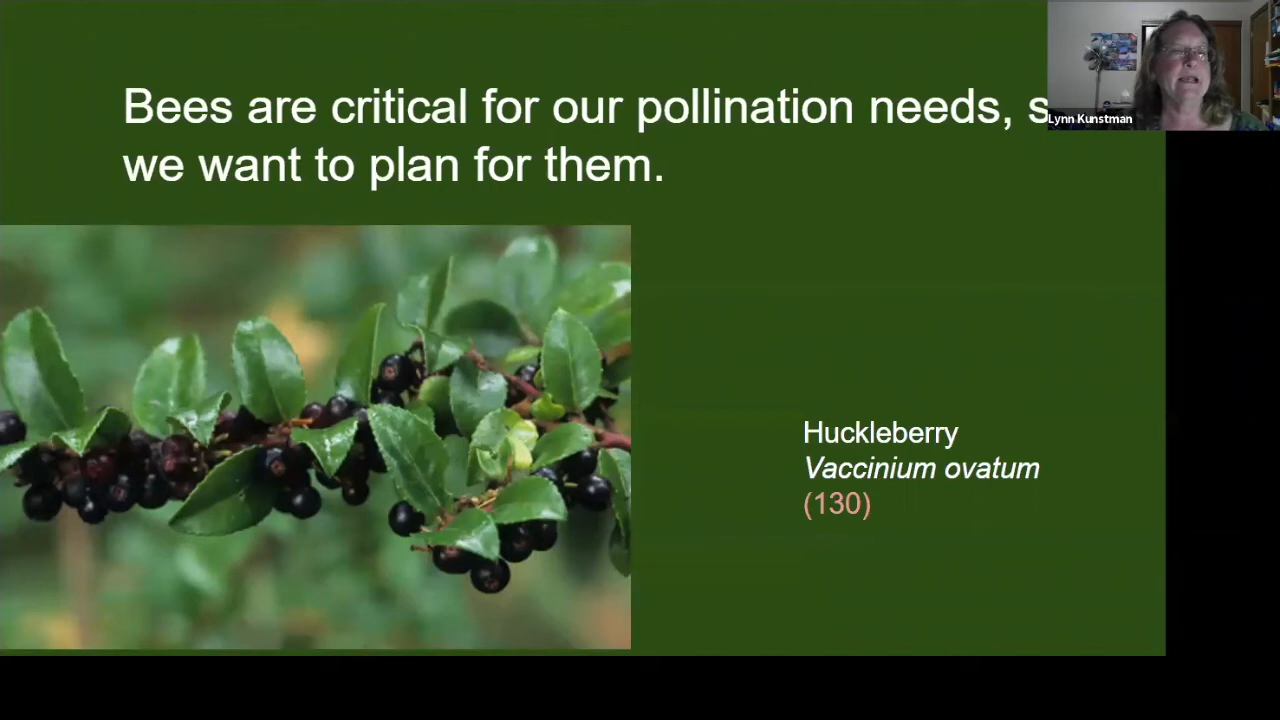 Bees are critical for our pollination needs,
we want to plan for them.
Lynn Kunstman
Huckleberry
Vaccinium ovatum
(130)